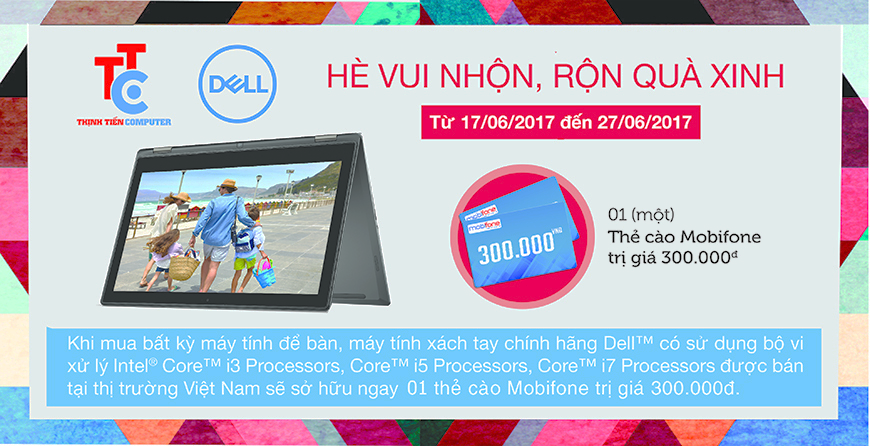 TTC
THỊNH TIẾN COMPUTER
DELL
HÈ VUI NHỘN, RỘN QUÀ XINH
Từ 17/06/2017 đến 27/06/2017
mobifone
mobifone
300.000 VNĐ
01 (một)
Thẻ cào Mobifone
trị giá 300.000đ
Khi mua bất kỳ máy tính để bàn, máy tính xách tay chính hãng Dell™ có sử dụng bộ vi
xử lý Intel® Core™ i3 Processors, Core™ i5 Processors, Core™ i7 Processors được bán
tại thị trường Việt Nam sẽ sở hữu ngay 01 thẻ cào Mobifone trị giá 300.000đ.